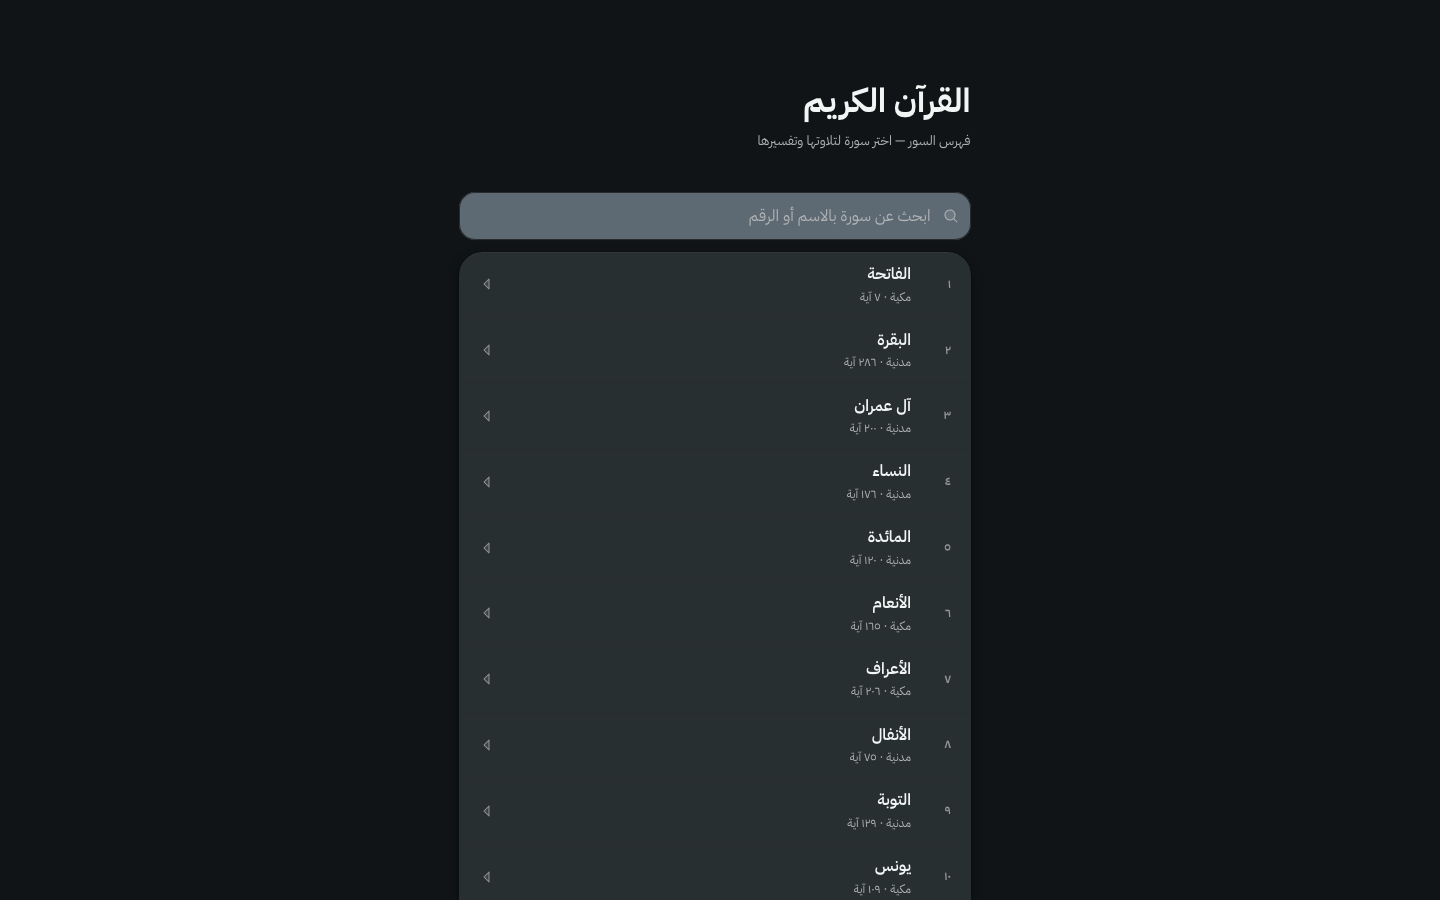 القرآن الكريم
فهرس السور — اختر سورة لتلاوتها وتفسيرها
ابحث عن سورة بالاسم أو الرقم
١
الفاتحة
مكية · ٧ آية
٢
البقرة
مدنية · ٢٨٦ آية
٣
آل عمران
مدنية · ٢٠٠ آية
٤
النساء
مدنية · ١٧٦ آية
٥
المائدة
مدنية · ١٢٠ آية
٦
الأنعام
مكية · ١٦٥ آية
٧
الأعراف
مكية · ٢٠٦ آية
٨
الأنفال
مدنية · ٧٥ آية
٩
التوبة
مدنية · ١٢٩ آية
١٠
يونس
مكية · ١٠٩ آية